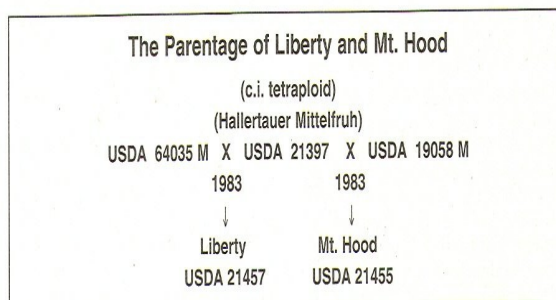 The Parentage of Liberty and Mt. Hood
(c.i. tetraploid)
(Hallertauer Mittelfruh)
USDA 64035 M X USDA 21397 X USDA 19058 M
1983 1983
Liberty Mt. Hood
USDA 21457 USDA 21455